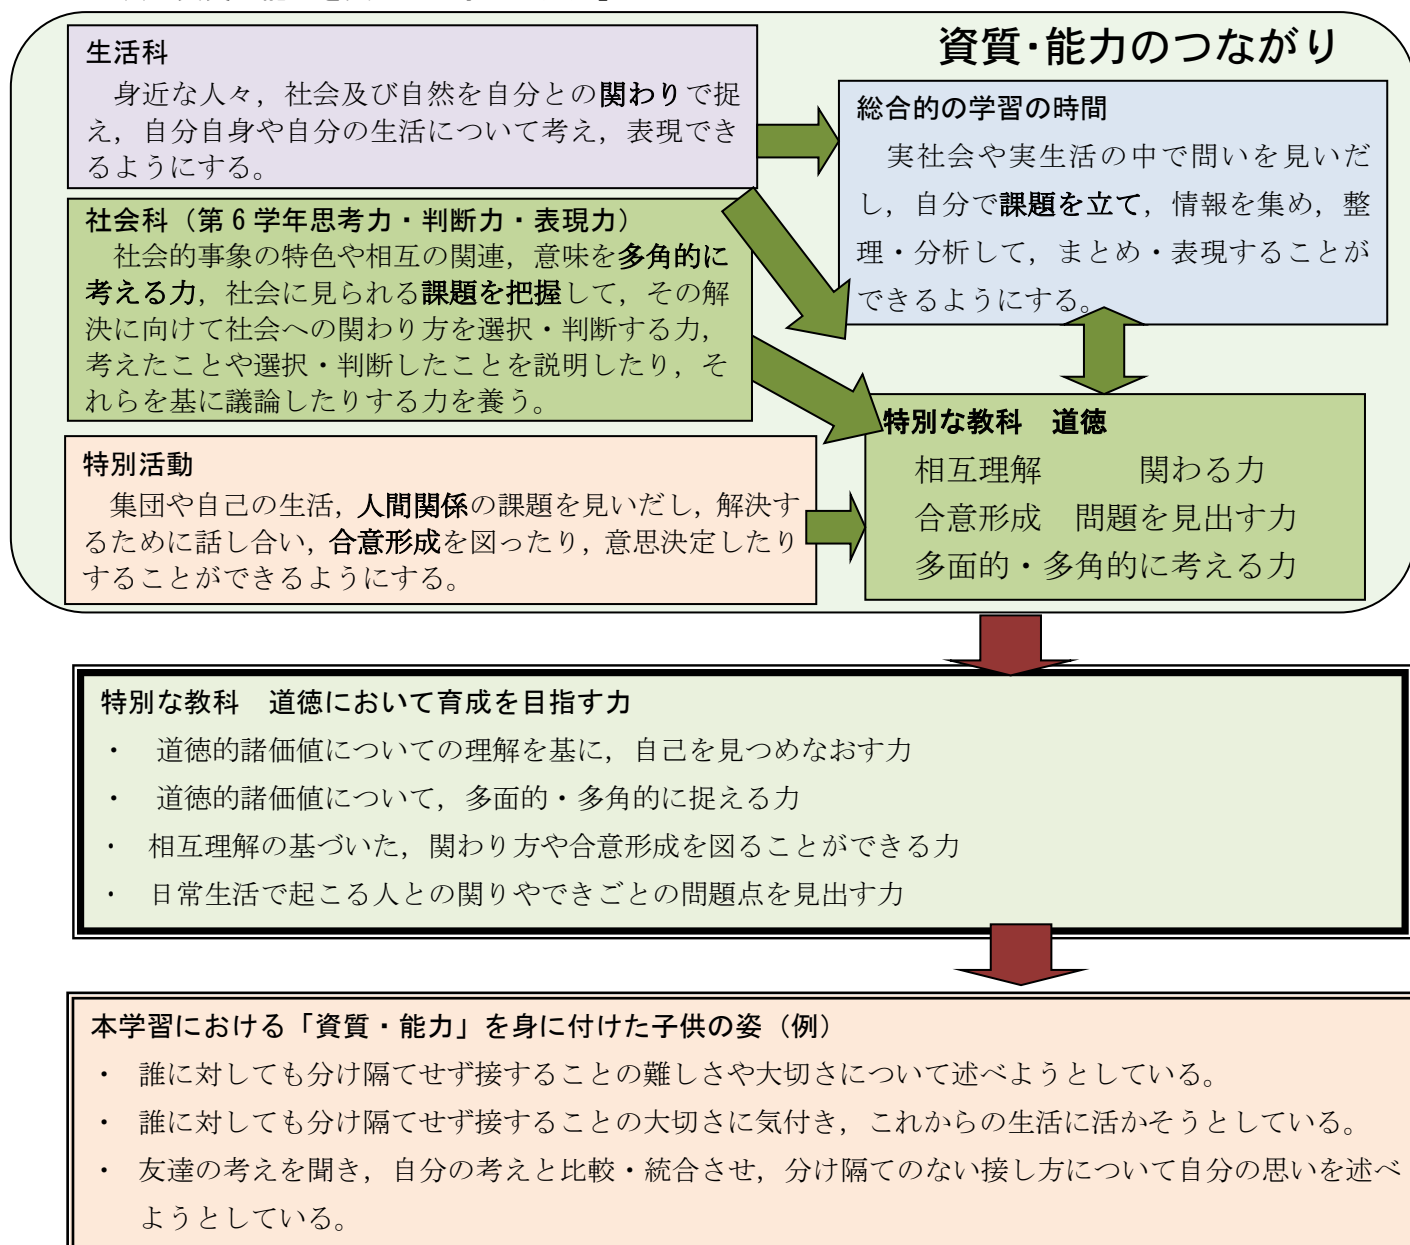 資質・能力のつながり
生活科
身近な人々，社会及び自然を自分との関わりで捉
え，自分自身や自分の生活について考え，表現でき
るようにする。
総合的の学習の時間
実社会や実生活の中で問いを見いだ
し，自分で課題を立て，情報を集め，整
理・分析して，まとめ・表現することが
できるようにする。
社会科（第６学年思考力・判断力・表現力）
社会的事象の特色や相互の関連，意味を多角的に
考える力，社会に見られる課題を把握して，その解
決に向けて社会への関わり方を選択・判断する力，
考えたことや選択・判断したことを説明したり，そ
れらを基に議論したりする力を養う。
特別活動
集団や自己の生活，人間関係の課題を見いだし，解決す
るために話し合い，合意形成を図ったり，意思決定したり
することができるようにする。
特別な教科　道徳
相互理解　　　関わる力
合意形成　問題を見出す力
多面的・多角的に考える力
特別な教科　道徳において育成を目指す力
・　道徳的諸価値についての理解を基に，自己を見つめなおす力
・　道徳的諸価値について，多面的・多角的に捉える力
・　相互理解の基づいた，関わり方や合意形成を図ることができる力
・　日常生活で起こる人との関りやできごとの問題点を見出す力
本学習における「資質・能力」を身に付けた子供の姿（例）
・　誰に対しても分け隔てせず接することの難しさや大切さについて述べようとしている。
・　誰に対しても分け隔てせず接することの大切さに気付き，これからの生活に活かそうとしている。
・　友達の考えを聞き，自分の考えと比較・統合させ，分け隔てのない接し方について自分の思いを述べ
ようとしている。